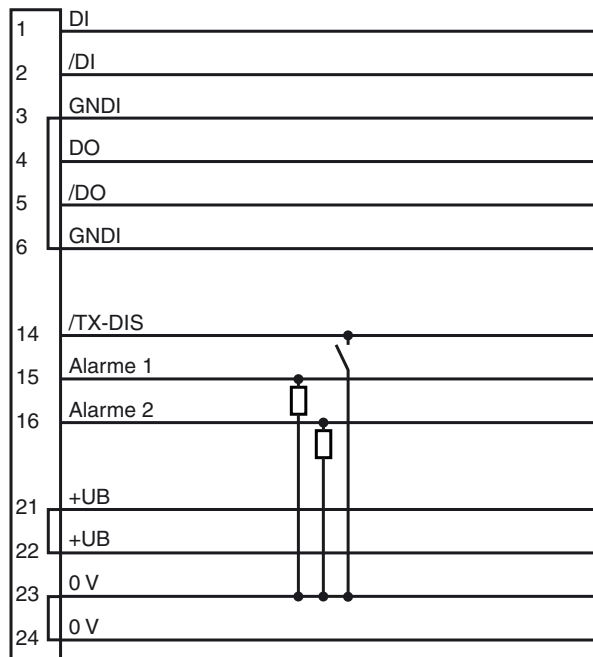 1 DI
2 /DI
3 GNDI
4 DO
5 /DO
6 GNDI
14 /TX-DIS
15 Alarme 1
16 Alarme 2
21 +UB
22 +UB
23 0 V
24 0 V